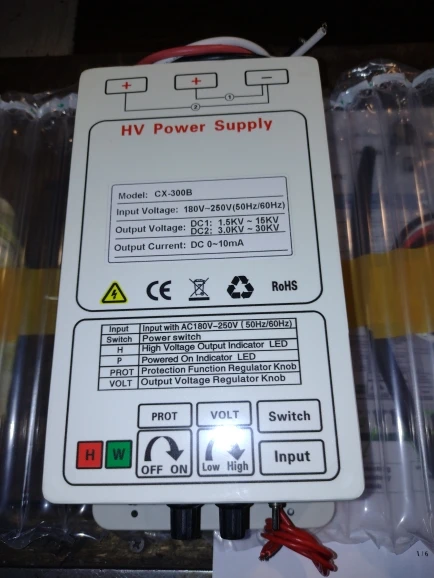 + + −
①
②
HV Power Supply
Model: CX-300B
Input Voltage: 180V~250V(50Hz/60Hz)
Output Voltage: DC1: 1.5KV ~ 15KV
DC2: 3.0KV ~ 30KV
Output Current: DC 0~10mA
CE RoHS
Input Input with AC180V~250V ( 50Hz/60Hz)
Switch Power switch
H High Voltage Output Indicator LED
P Powered On Indicator LED
PROT Protection Function Regulator Knob
VOLT Output Voltage Regulator Knob
PROT VOLT Switch
H W OFF ON Low High Input
1/6